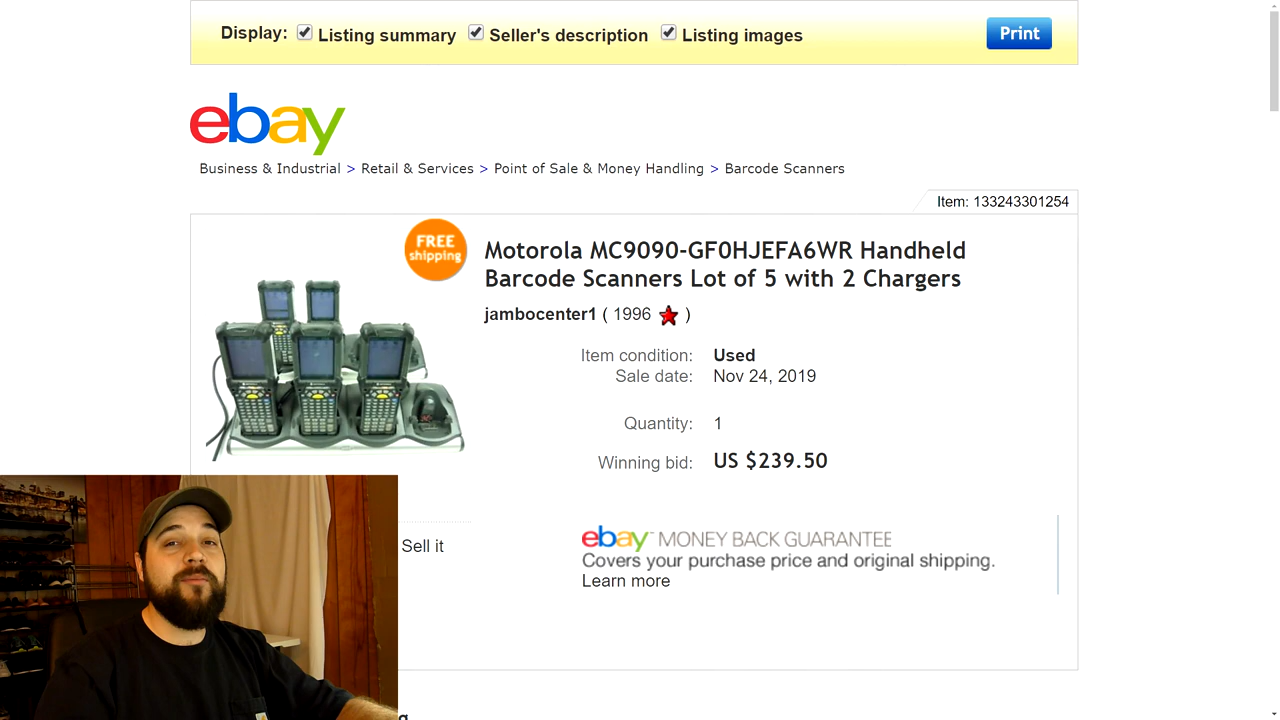 Display: Listing summary Seller's description Listing images Print
ebay
Business & Industrial > Retail & Services > Point of Sale & Money Handling > Barcode Scanners
Item: 133243301254
FREE
shipping
Motorola MC9090-GF0HJEFA6WR Handheld
Barcode Scanners Lot of 5 with 2 Chargers
jambocenter1 ( 1996 )
Item condition: Used
Sale date: Nov 24, 2019
Quantity: 1
Winning bid: US $239.50
Sell it
ebay™ MONEY BACK GUARANTEE
Covers your purchase price and original shipping.
Learn more